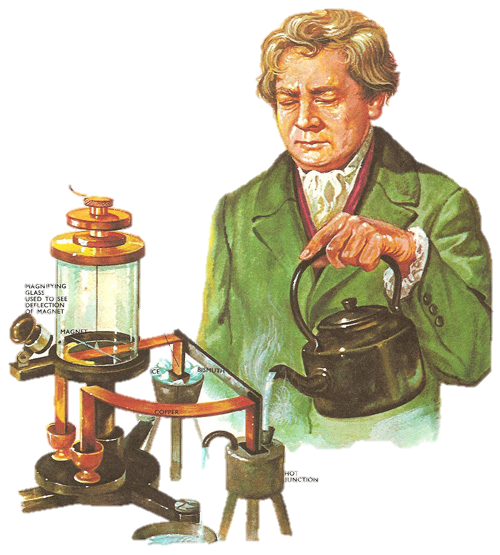 MAGNIFYING
GLASS
USED TO SEE
DEFLECTION
OF MAGNET
MAGNET
ICE
BISMUTH
COPPER
HOT
JUNCTION